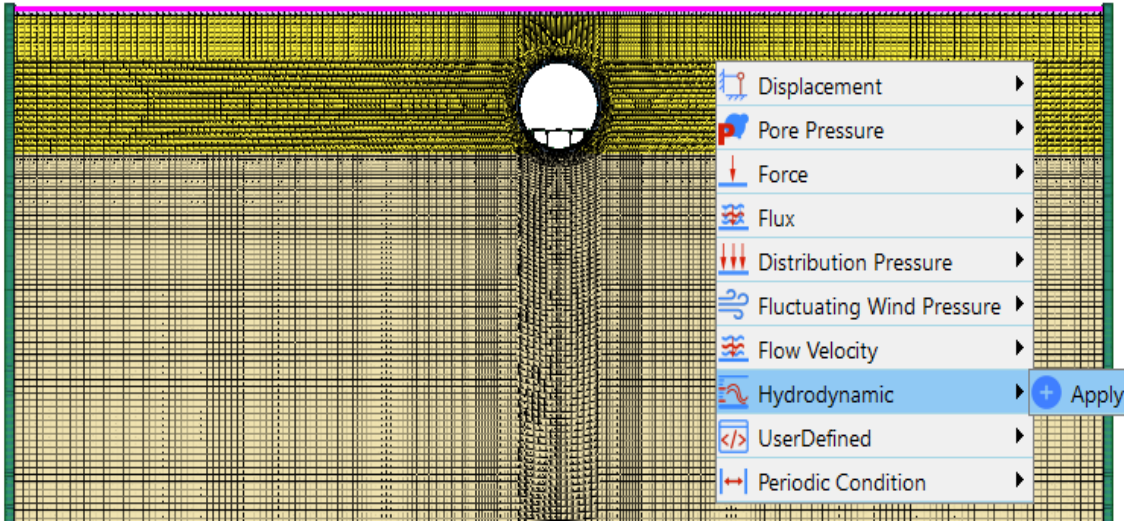 Displacement
P Pore Pressure
Force
Flux
Distribution Pressure
Fluctuating Wind Pressure
Flow Velocity
Hydrodynamic
Apply
</> UserDefined
Periodic Condition